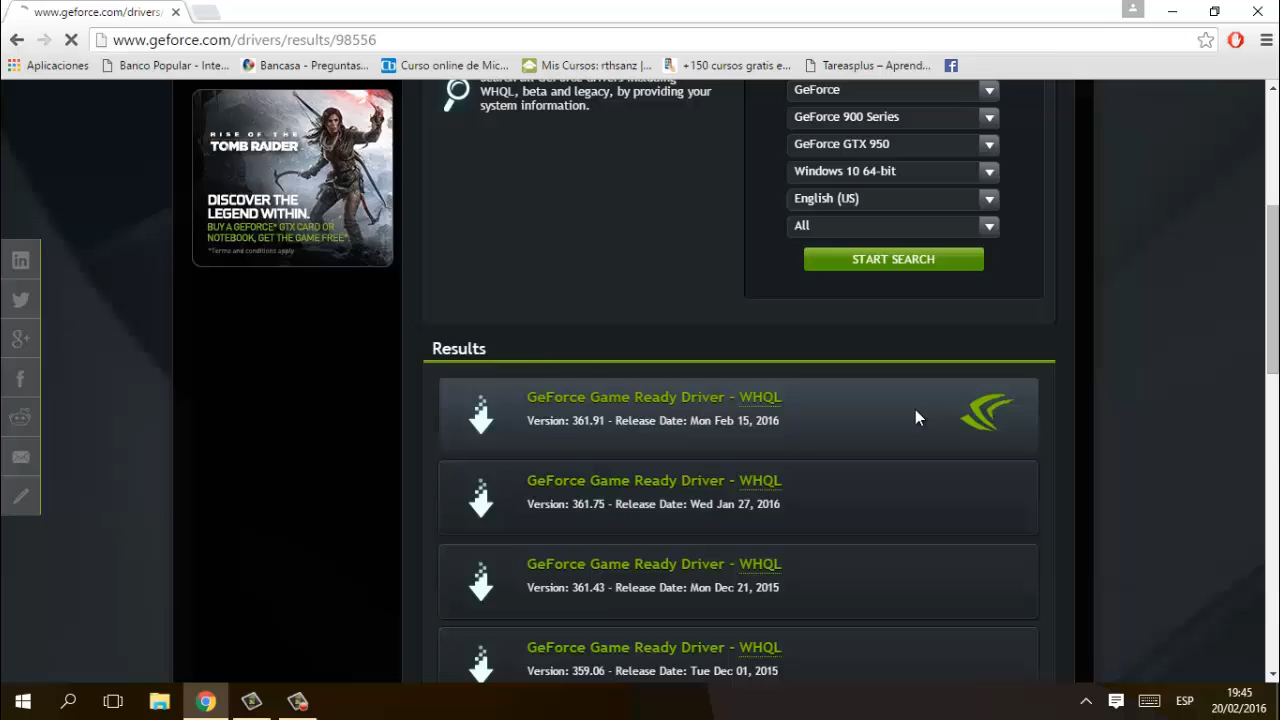 www.geforce.com/drivers/
www.geforce.com/drivers/results/98556
Aplicaciones
Banco Popular - Inte...
Bancasa - Preguntas...
Curso online de Mic...
Mis Cursos: rthsanz |...
+150 cursos gratis e...
Tareasplus – Aprend...
WHQL, beta and legacy, by providing your
system information.
GeForce
GeForce 900 Series
GeForce GTX 950
Windows 10 64-bit
English (US)
All
START SEARCH
RISE OF THE
TOMB RAIDER
DISCOVER THE
LEGEND WITHIN.
BUY A GEFORCE® GTX CARD OR
NOTEBOOK, GET THE GAME FREE*.
*Terms and conditions apply
Results
GeForce Game Ready Driver - WHQL
Version: 361.91 - Release Date: Mon Feb 15, 2016
GeForce Game Ready Driver - WHQL
Version: 361.75 - Release Date: Wed Jan 27, 2016
GeForce Game Ready Driver - WHQL
Version: 361.43 - Release Date: Mon Dec 21, 2015
GeForce Game Ready Driver - WHQL
Version: 359.06 - Release Date: Tue Dec 01, 2015
ESP
19:45
20/02/2016